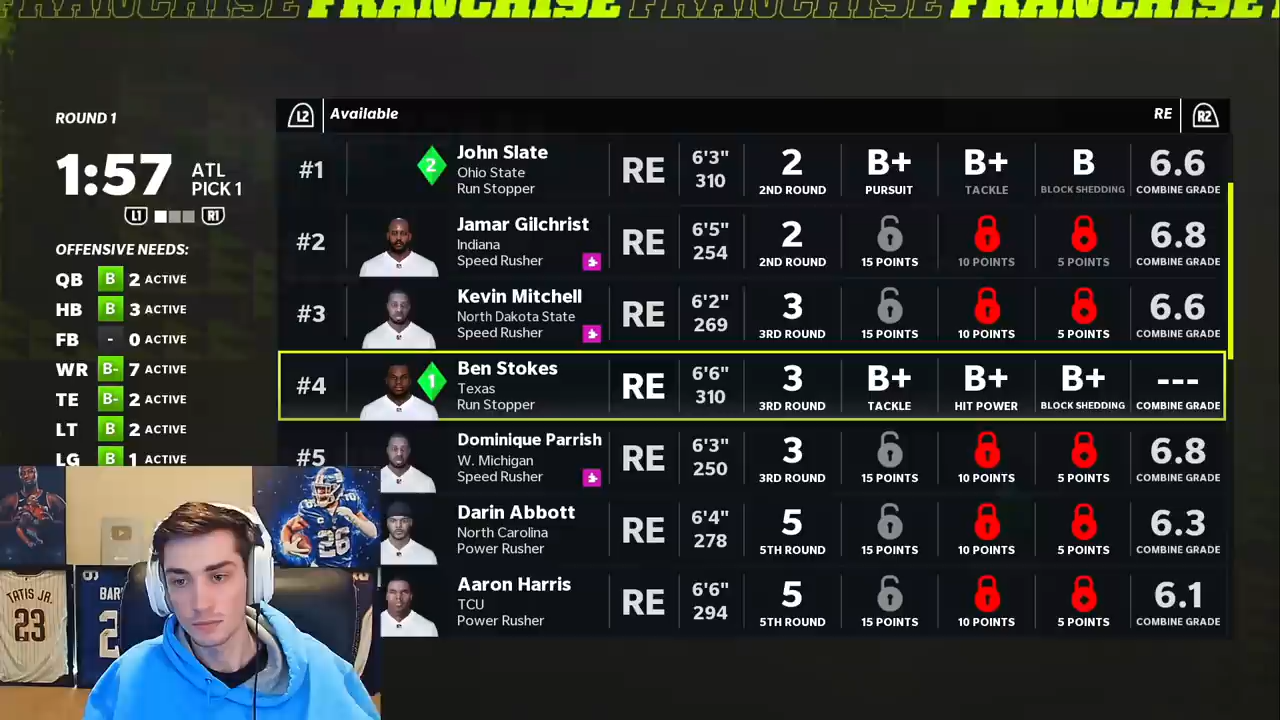 FRANCHISE FRANCHISE FRANCHISE FRANCHISE
ROUND 1
1:57 ATL PICK 1
L1 R1
OFFENSIVE NEEDS:
QB B 2 ACTIVE
HB B 3 ACTIVE
FB - 0 ACTIVE
WR B- 7 ACTIVE
TE B- 2 ACTIVE
LT B 2 ACTIVE
LG B 1 ACTIVE
L2 Available RE R2
#1 2 John Slate RE 6'3" 2 B+ B+ B 6.6
Ohio State 310 2ND ROUND PURSUIT TACKLE BLOCK SHEDDING COMBINE GRADE
Run Stopper
#2 Jamar Gilchrist RE 6'5" 2 6.8
Indiana 254 2ND ROUND 15 POINTS 10 POINTS 5 POINTS COMBINE GRADE
Speed Rusher
#3 Kevin Mitchell RE 6'2" 3 6.6
North Dakota State 269 3RD ROUND 15 POINTS 10 POINTS 5 POINTS COMBINE GRADE
Speed Rusher
#4 1 Ben Stokes RE 6'6" 3 B+ B+ B+ ---
Texas 310 3RD ROUND TACKLE HIT POWER BLOCK SHEDDING COMBINE GRADE
Run Stopper
#5 Dominique Parrish RE 6'3" 3 6.8
W. Michigan 250 3RD ROUND 15 POINTS 10 POINTS 5 POINTS COMBINE GRADE
Speed Rusher
Darin Abbott RE 6'4" 5 6.3
North Carolina 278 5TH ROUND 15 POINTS 10 POINTS 5 POINTS COMBINE GRADE
Power Rusher
Aaron Harris RE 6'6" 5 6.1
TCU 294 5TH ROUND 15 POINTS 10 POINTS 5 POINTS COMBINE GRADE
Power Rusher
26
TATIS JR.
23
BAR
2